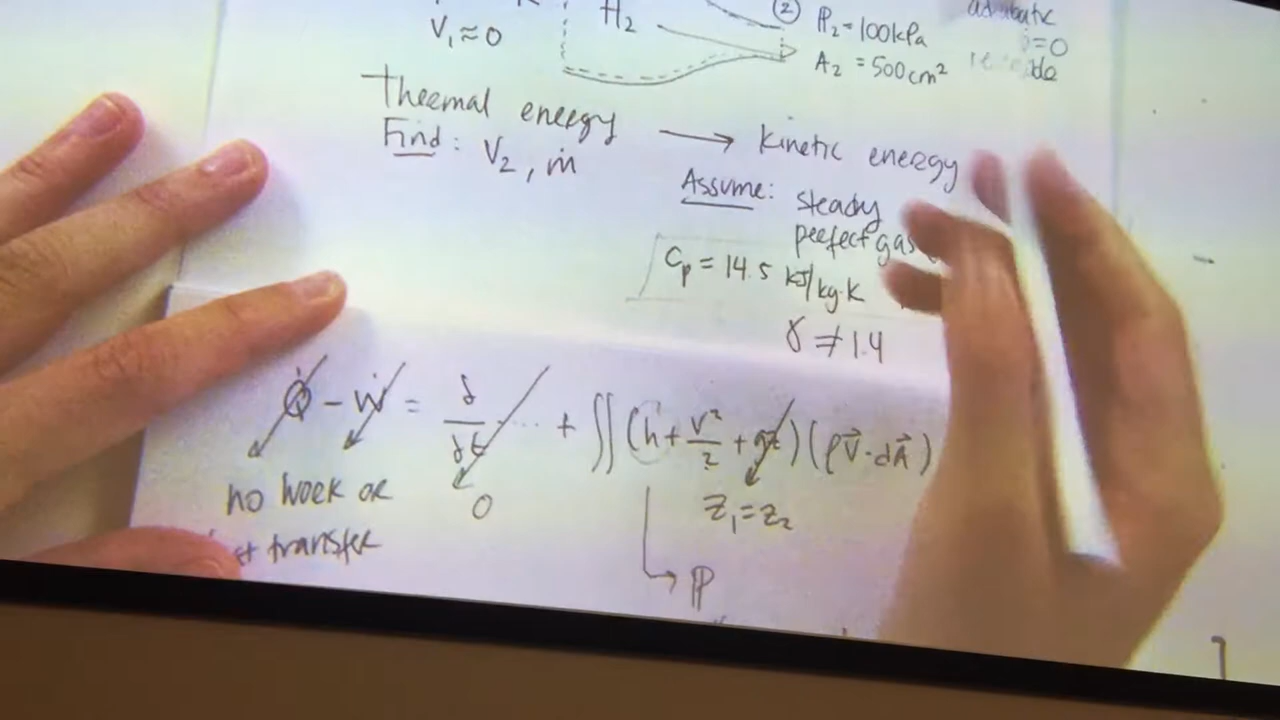 H₂
②
P₂=100kPa
adiabatic
V₁≈0
A₂ =500cm²
=0
Thermal energy → Kinetic energy
Find: V₂, ṁ
Assume: steady
perfect gas
Cp = 14.5 kJ/kg·K
γ ≠ 1.4
Q̇ - Ẇ = δ/δt ... + ∬(h+V²/2+gz)(ρV⃗·dA⃗)
no work or
transfer
0
Z₁=Z₂
P